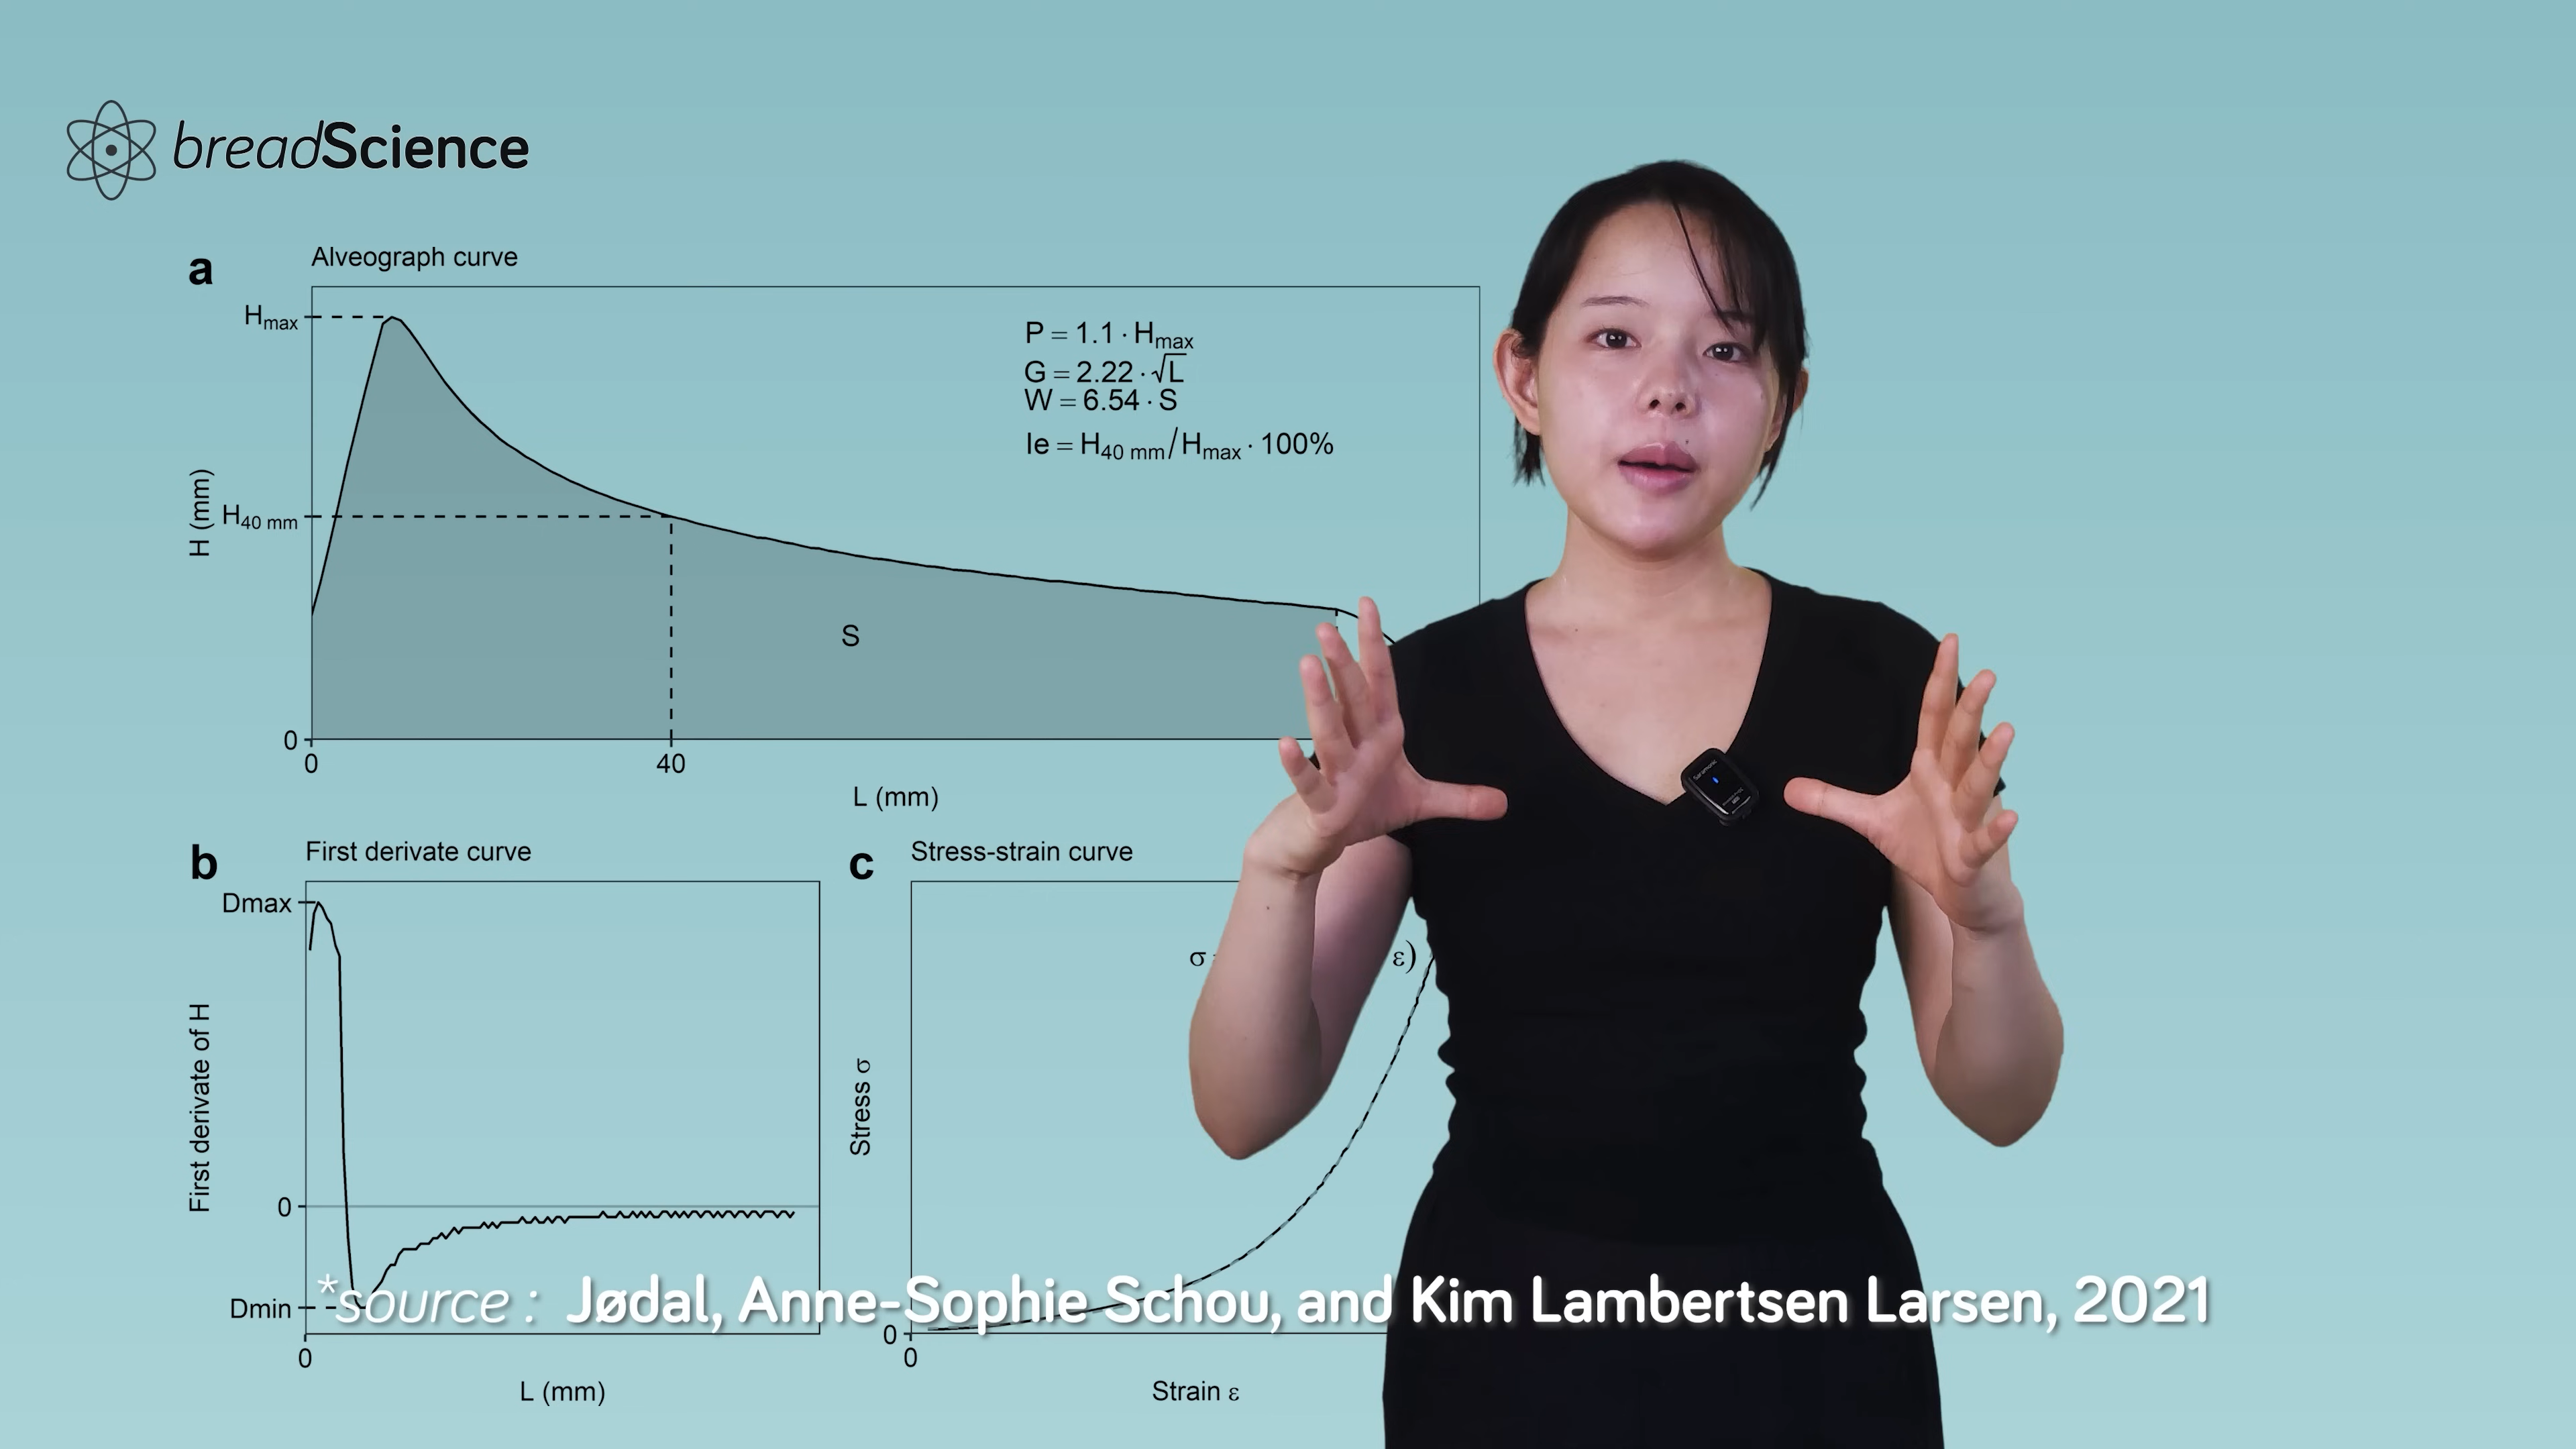 breadScience
a
Alveograph curve
Hmax
P = 1.1 · Hmax
G = 2.22 · √L
W = 6.54 · S
Ie = H40 mm/Hmax · 100%
H40 mm
H (mm)
S
0
0
40
L (mm)
b
First derivate curve
Dmax
First derivate of H
0
Dmin
0
L (mm)
c
Stress-strain curve
σ
ε)
Stress σ
0
0
Strain ε
*source : Jødal, Anne-Sophie Schou, and Kim Lambertsen Larsen, 2021